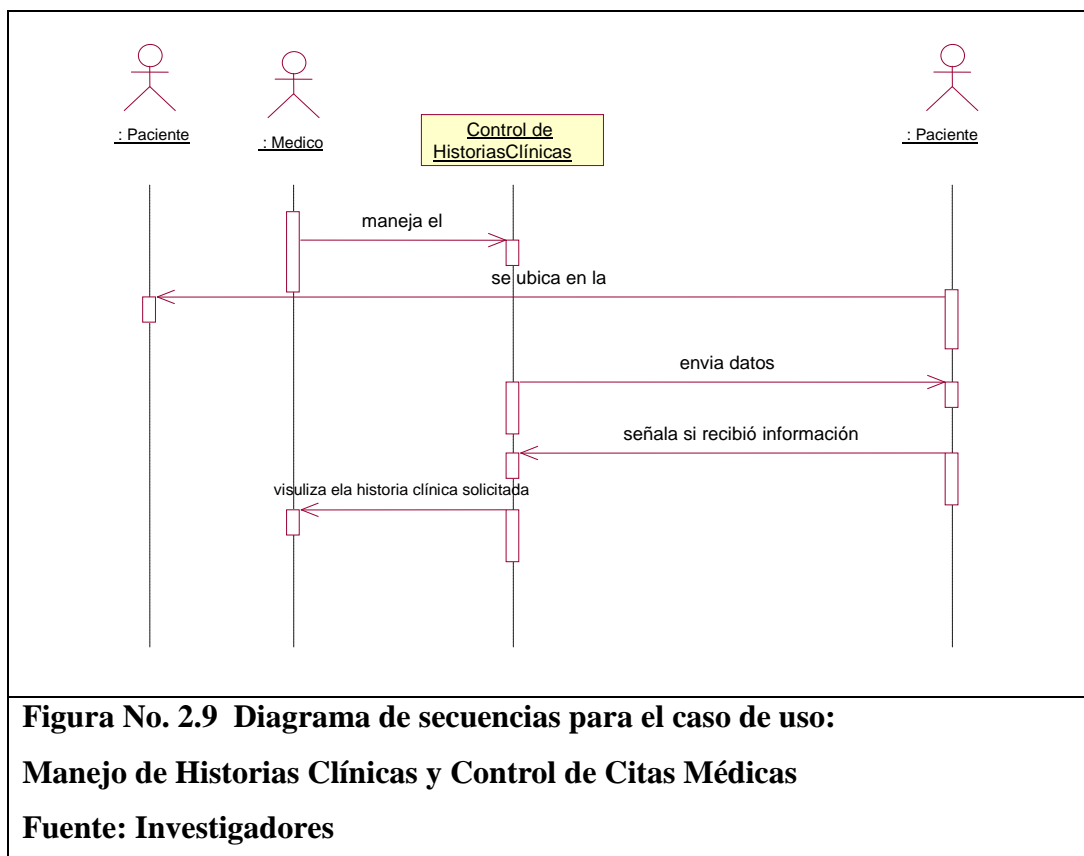 : Paciente
: Medico
Control de
HistoriasClínicas
: Paciente
maneja el
se ubica en la
envia datos
señala si recibió información
visuliza ela historia clínica solicitada
Figura No. 2.9 Diagrama de secuencias para el caso de uso:
Manejo de Historias Clínicas y Control de Citas Médicas
Fuente: Investigadores